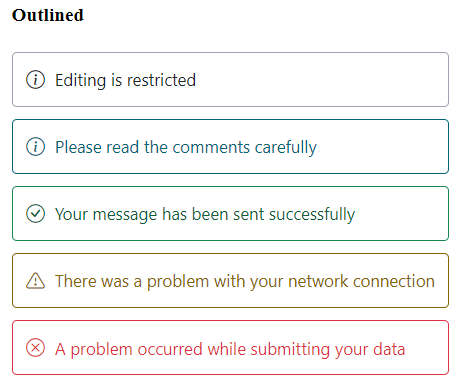 Outlined
Editing is restricted
Please read the comments carefully
Your message has been sent successfully
There was a problem with your network connection
A problem occurred while submitting your data